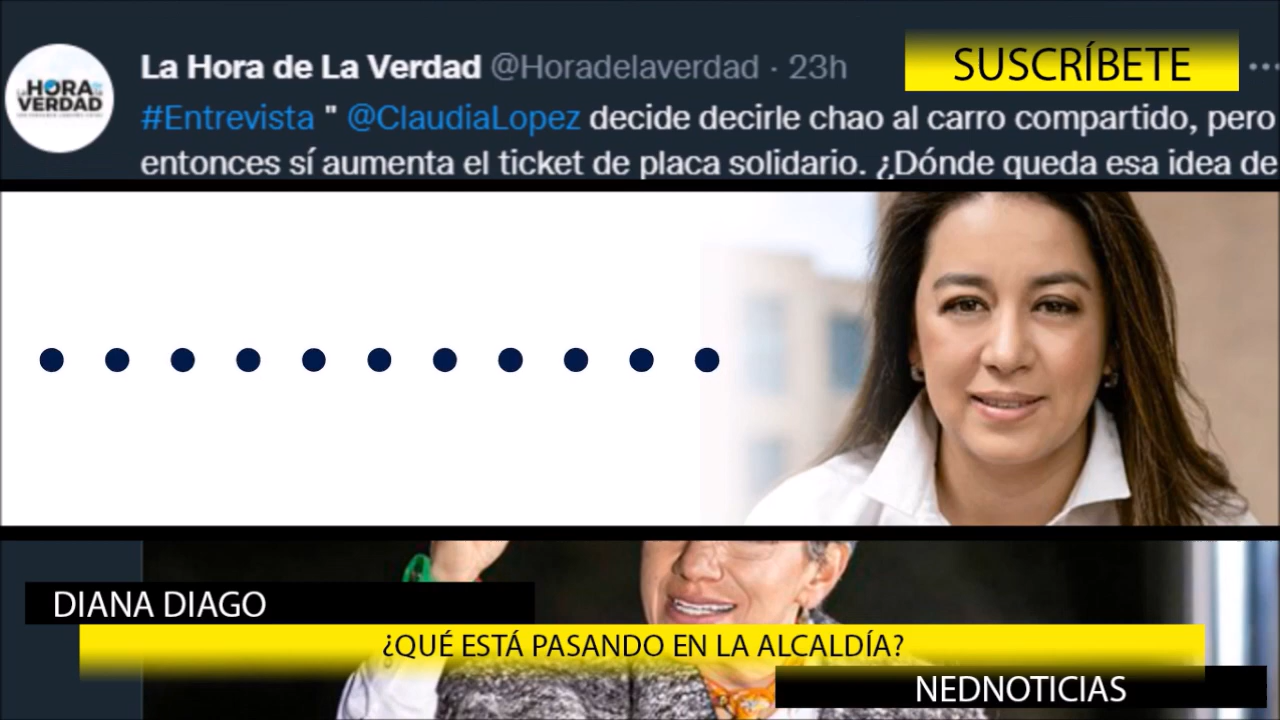 La Hora de La Verdad @Horadelaverdad · 23h
SUSCRÍBETE
HORA
VERDAD
#Entrevista " @ClaudiaLopez decide decirle chao al carro compartido, pero
entonces sí aumenta el ticket de placa solidario. ¿Dónde queda esa idea de
DIANA DIAGO
¿QUÉ ESTÁ PASANDO EN LA ALCALDÍA?
NEDNOTICIAS